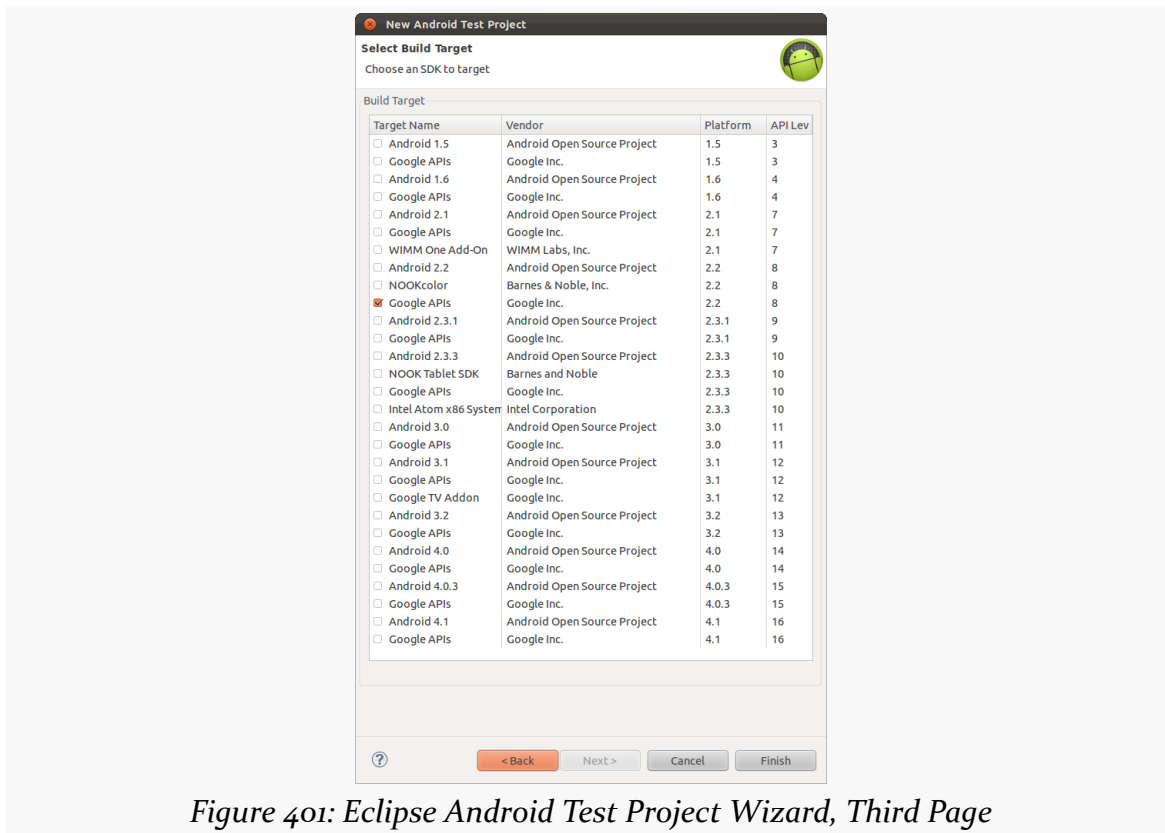 New Android Test Project
Select Build Target
Choose an SDK to target
Build Target
Target Name Vendor Platform API Lev
Android 1.5 Android Open Source Project 1.5 3
Google APIs Google Inc. 1.5 3
Android 1.6 Android Open Source Project 1.6 4
Google APIs Google Inc. 1.6 4
Android 2.1 Android Open Source Project 2.1 7
Google APIs Google Inc. 2.1 7
WIMM One Add-On WIMM Labs, Inc. 2.1 7
Android 2.2 Android Open Source Project 2.2 8
NOOKcolor Barnes & Noble, Inc. 2.2 8
Google APIs Google Inc. 2.2 8
Android 2.3.1 Android Open Source Project 2.3.1 9
Google APIs Google Inc. 2.3.1 9
Android 2.3.3 Android Open Source Project 2.3.3 10
NOOK Tablet SDK Barnes and Noble 2.3.3 10
Google APIs Google Inc. 2.3.3 10
Intel Atom x86 System Intel Corporation 2.3.3 10
Android 3.0 Android Open Source Project 3.0 11
Google APIs Google Inc. 3.0 11
Android 3.1 Android Open Source Project 3.1 12
Google APIs Google Inc. 3.1 12
Google TV Addon Google Inc. 3.1 12
Android 3.2 Android Open Source Project 3.2 13
Google APIs Google Inc. 3.2 13
Android 4.0 Android Open Source Project 4.0 14
Google APIs Google Inc. 4.0 14
Android 4.0.3 Android Open Source Project 4.0.3 15
Google APIs Google Inc. 4.0.3 15
Android 4.1 Android Open Source Project 4.1 16
Google APIs Google Inc. 4.1 16
? < Back Next > Cancel Finish
Figure 401: Eclipse Android Test Project Wizard, Third Page